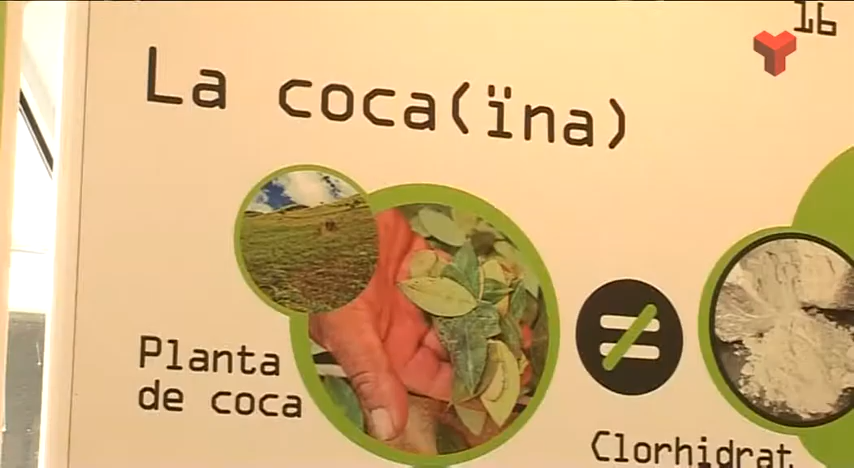 16
La coca(ïna)
≠
Planta
de coca
Clorhidrat